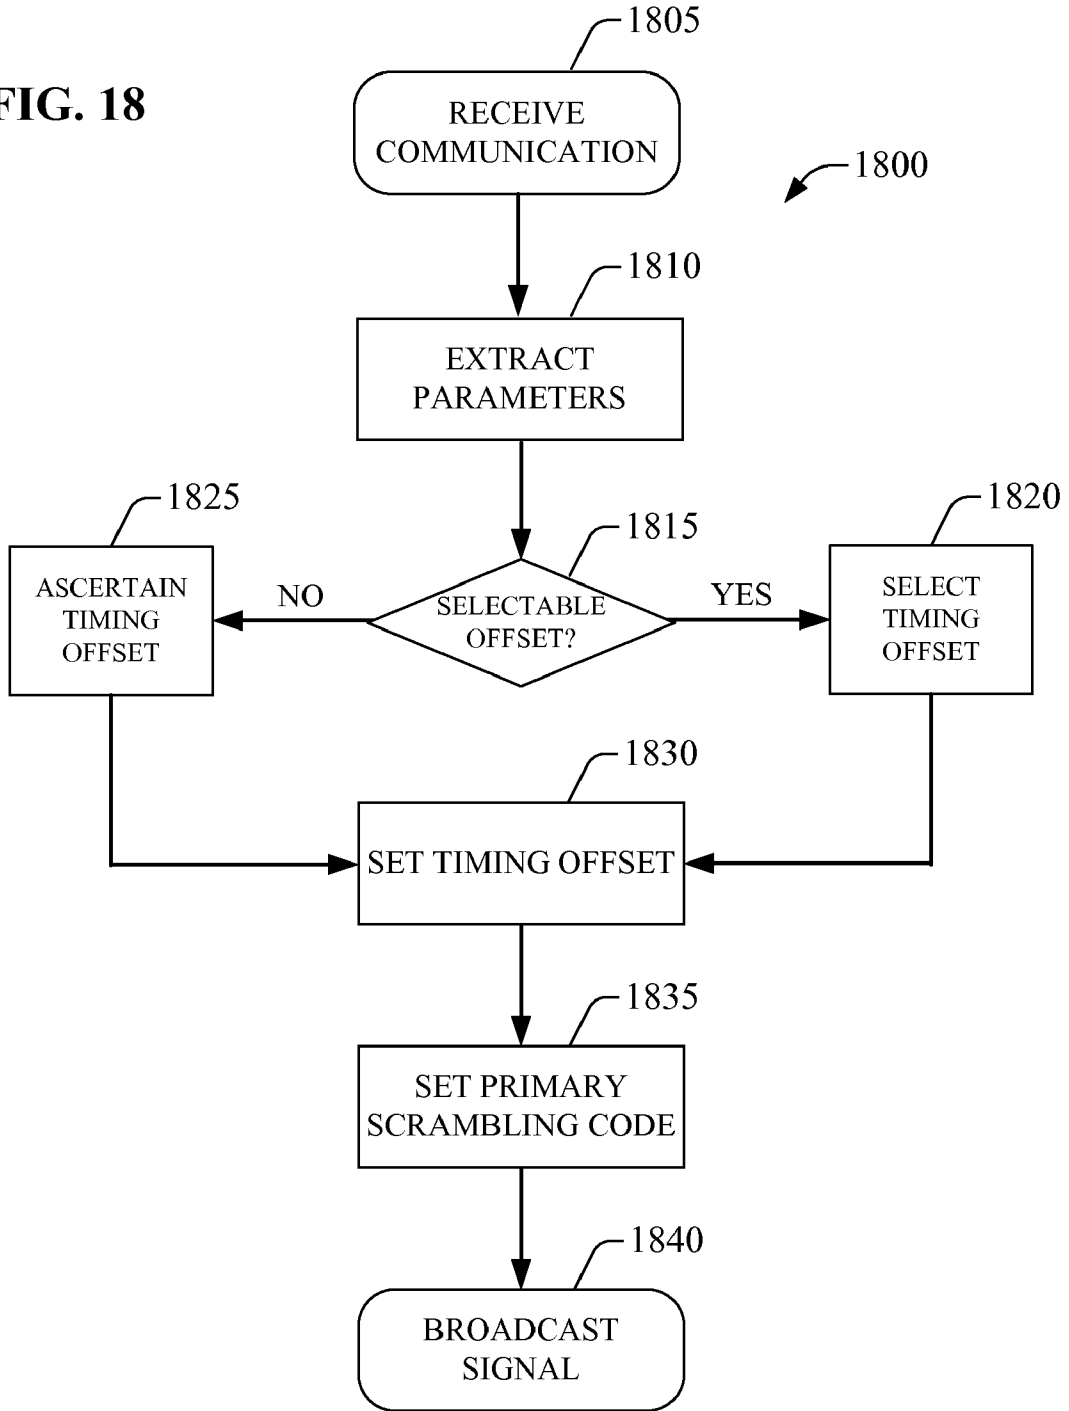 1805
FIG. 18
RECEIVE
COMMUNICATION
1800
1810
EXTRACT
PARAMETERS
1825
1820
1815
ASCERTAIN
TIMING
OFFSET
NO
SELECTABLE
OFFSET?
YES
SELECT
TIMING
OFFSET
1830
SET TIMING OFFSET
1835
SET PRIMARY
SCRAMBLING CODE
1840
BROADCAST
SIGNAL